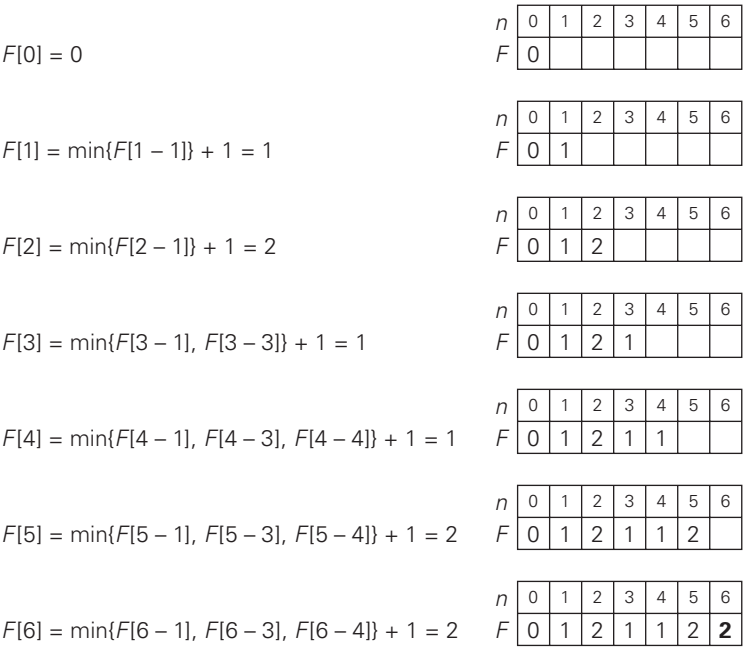 n 0 1 2 3 4 5 6
F[0] = 0 F 0
n 0 1 2 3 4 5 6
F[1] = min{F[1 – 1]} + 1 = 1 F 0 1
n 0 1 2 3 4 5 6
F[2] = min{F[2 – 1]} + 1 = 2 F 0 1 2
n 0 1 2 3 4 5 6
F[3] = min{F[3 – 1], F[3 – 3]} + 1 = 1 F 0 1 2 1
n 0 1 2 3 4 5 6
F[4] = min{F[4 – 1], F[4 – 3], F[4 – 4]} + 1 = 1 F 0 1 2 1 1
n 0 1 2 3 4 5 6
F[5] = min{F[5 – 1], F[5 – 3], F[5 – 4]} + 1 = 2 F 0 1 2 1 1 2
n 0 1 2 3 4 5 6
F[6] = min{F[6 – 1], F[6 – 3], F[6 – 4]} + 1 = 2 F 0 1 2 1 1 2 2